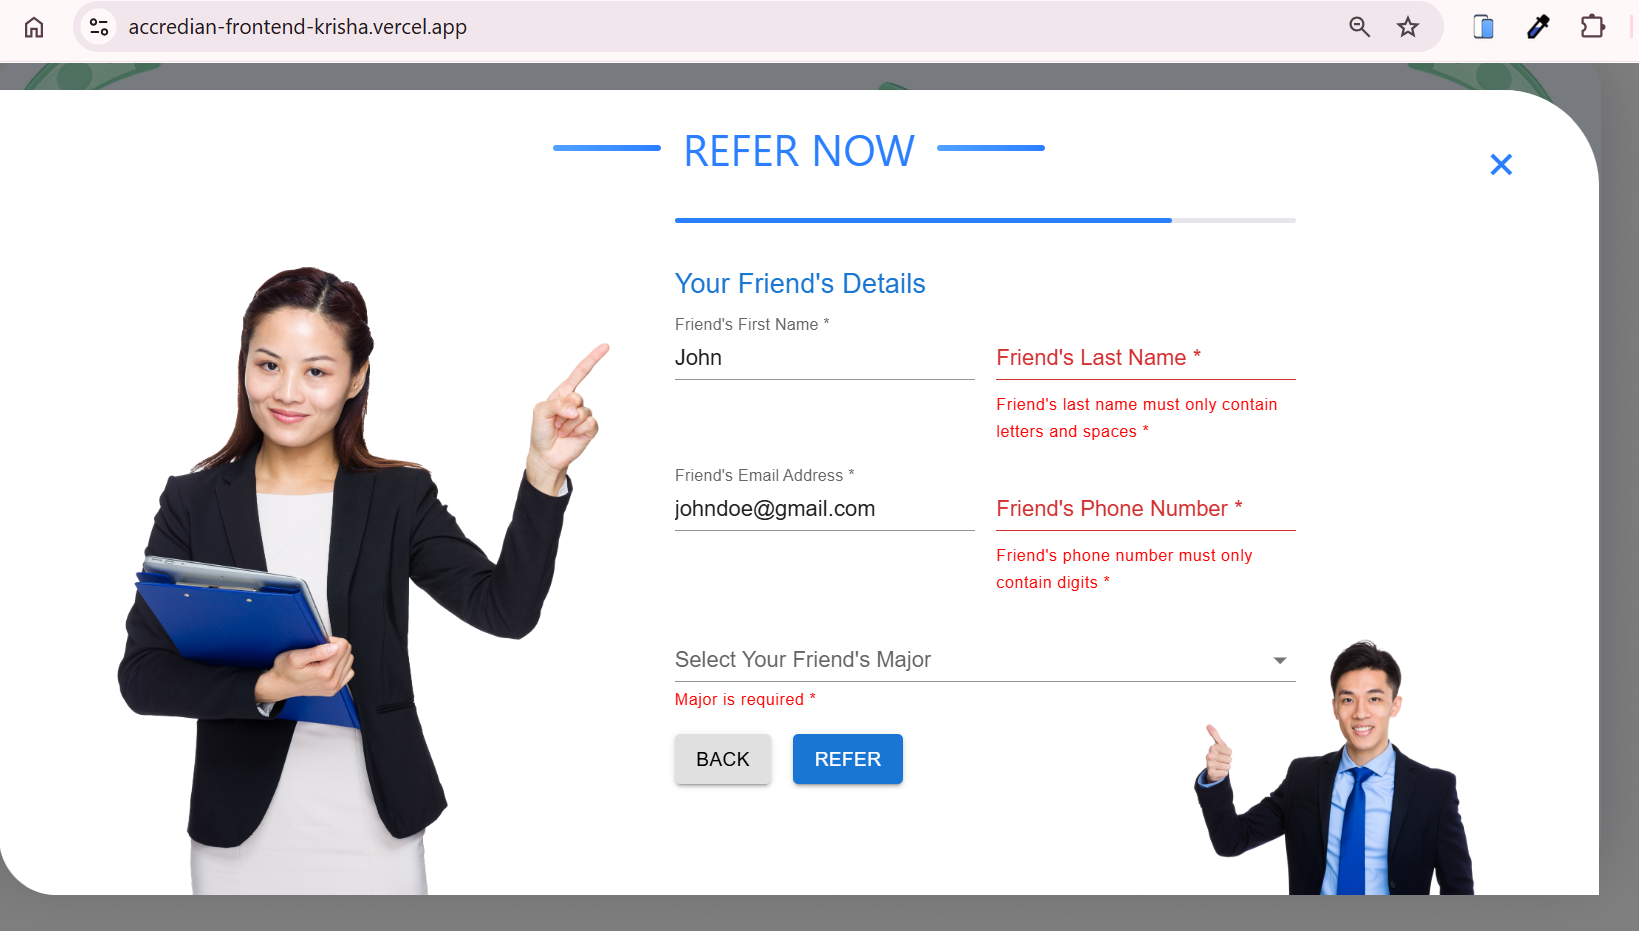 accredian-frontend-krisha.vercel.app
REFER NOW
Your Friend's Details
Friend's First Name *
John
Friend's Last Name *
Friend's last name must only contain
letters and spaces *
Friend's Email Address *
johndoe@gmail.com
Friend's Phone Number *
Friend's phone number must only
contain digits *
Select Your Friend's Major
Major is required *
BACK
REFER